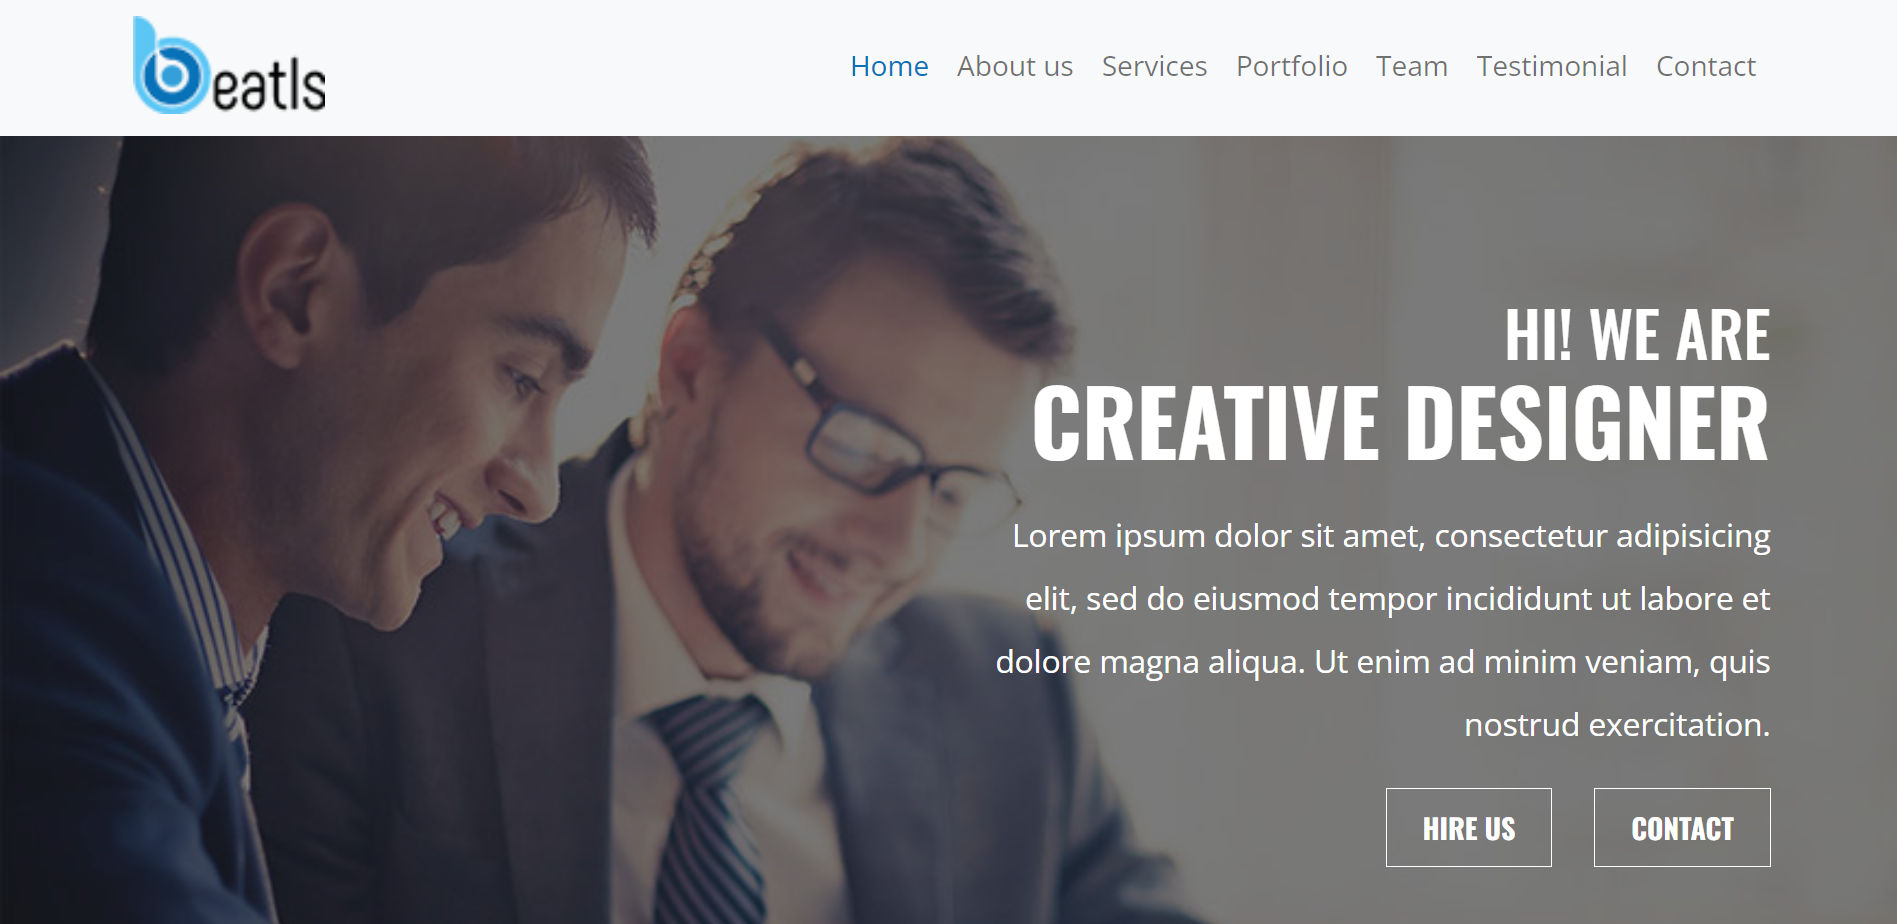 beatls
Home About us Services Portfolio Team Testimonial Contact
HI! WE ARE
CREATIVE DESIGNER
Lorem ipsum dolor sit amet, consectetur adipisicing
elit, sed do eiusmod tempor incididunt ut labore et
dolore magna aliqua. Ut enim ad minim veniam, quis
nostrud exercitation.
HIRE US CONTACT